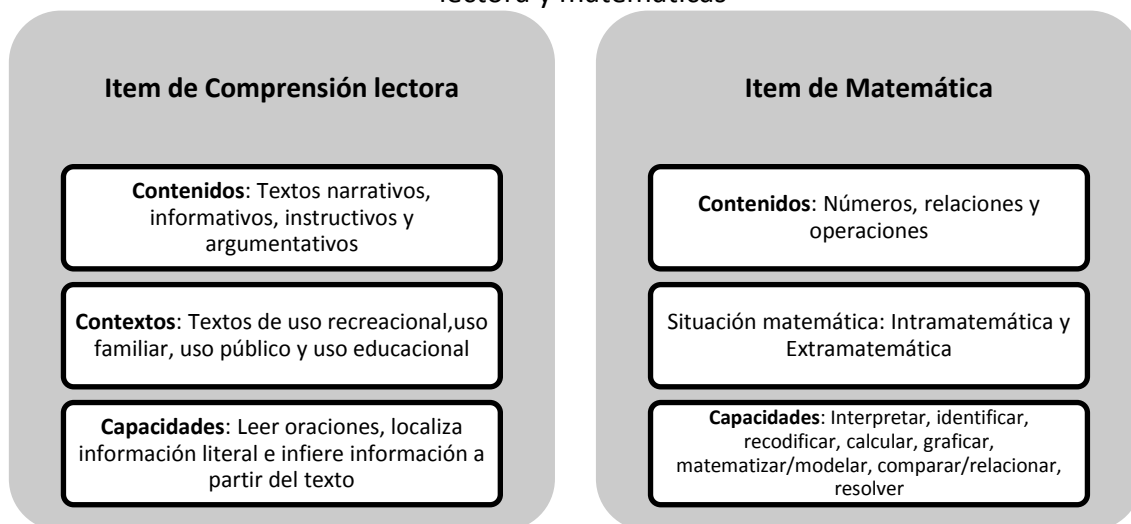 lectora y matemáticas
Item de Comprensión lectora
Contenidos: Textos narrativos,
informativos, instructivos y
argumentativos
Contextos: Textos de uso recreacional,uso
familiar, uso público y uso educacional
Capacidades: Leer oraciones, localiza
información literal e infiere información a
partir del texto
Item de Matemática
Contenidos: Números, relaciones y
operaciones
Situación matemática: Intramatemática y
Extramatemática
Capacidades: Interpretar, identificar,
recodificar, calcular, graficar,
matematizar/modelar, comparar/relacionar,
resolver